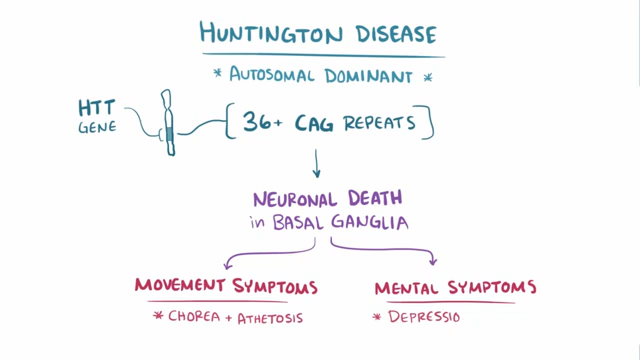 HUNTINGTON DISEASE
* AUTOSOMAL DOMINANT *
HTT
GENE
[36+ CAG REPEATS]
NEURONAL DEATH
in BASAL GANGLIA
MOVEMENT SYMPTOMS
* CHOREA + ATHETOSIS
MENTAL SYMPTOMS
* DEPRESSIO